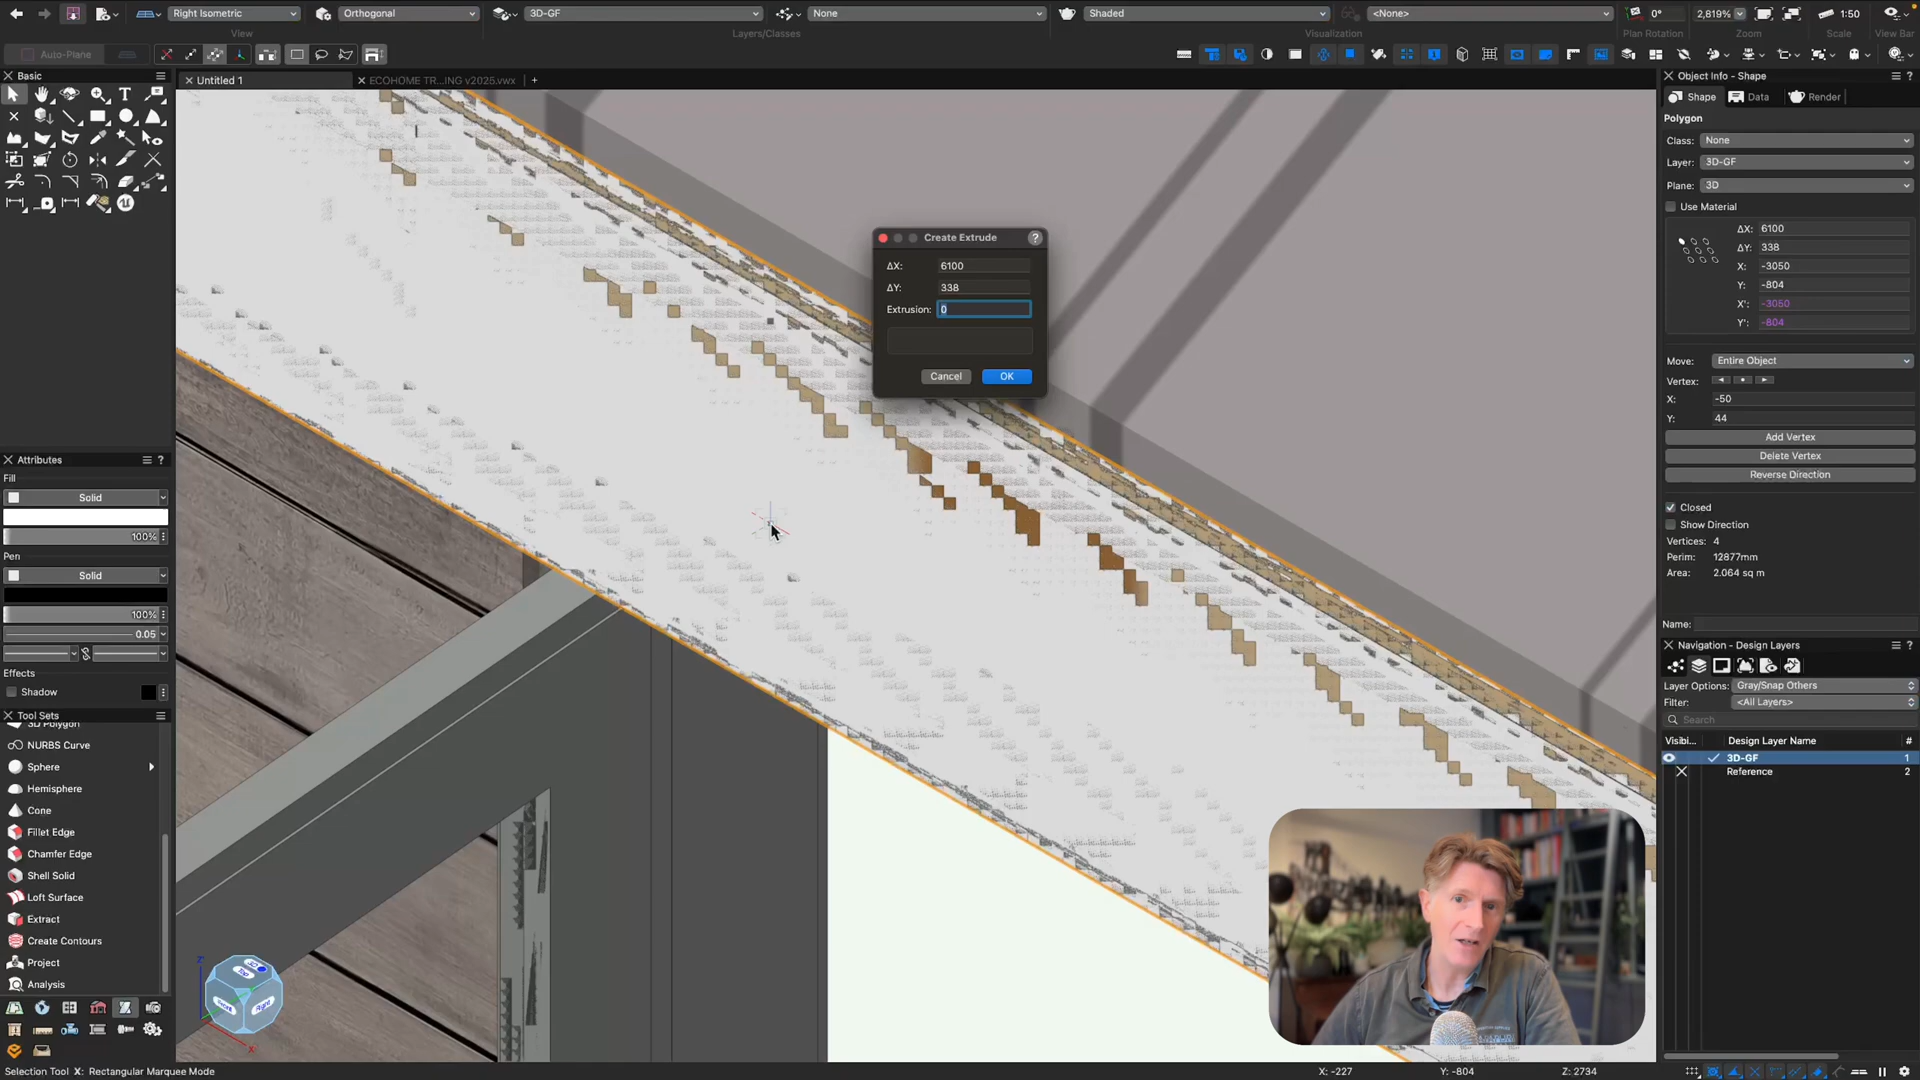 Right Isometric
Orthogonal
3D-GF
None
Shaded
<None>
0°
2,819%
1:50
View
Layers/Classes
Visualization
Plan Rotation
Zoom
Scale
View Bar
Auto-Plane
Basic
Untitled 1
ECOHOME TR...ING v2025.vwx
Object Info - Shape
Shape
Data
Render
Polygon
Class:
None
Layer:
3D-GF
Plane:
3D
Use Material
ΔX:
6100
ΔY:
338
X:
-3050
Y:
-804
X':
-3050
Y':
-804
Move:
Entire Object
Vertex:
X:
-50
Y:
44
Add Vertex
Delete Vertex
Reverse Direction
Closed
Show Direction
Vertices: 4
Perim: 12877mm
Area: 2.064 sq m
Name:
Create Extrude
?
ΔX:
6100
ΔY:
338
Extrusion:
0
Cancel
OK
Attributes
Fill
Solid
100%
Pen
Solid
100%
0.05
Effects
Shadow
Tool Sets
3D Polygon
NURBS Curve
Sphere
Hemisphere
Cone
Fillet Edge
Chamfer Edge
Shell Solid
Loft Surface
Extract
Create Contours
Project
Analysis
Navigation - Design Layers
Layer Options:
Gray/Snap Others
Filter:
<All Layers>
Search
Visibi...
Design Layer Name
#
3D-GF
1
Reference
2
Top
Right
Selection Tool X: Rectangular Marquee Mode
X: -227
Y: -804
Z: 2734